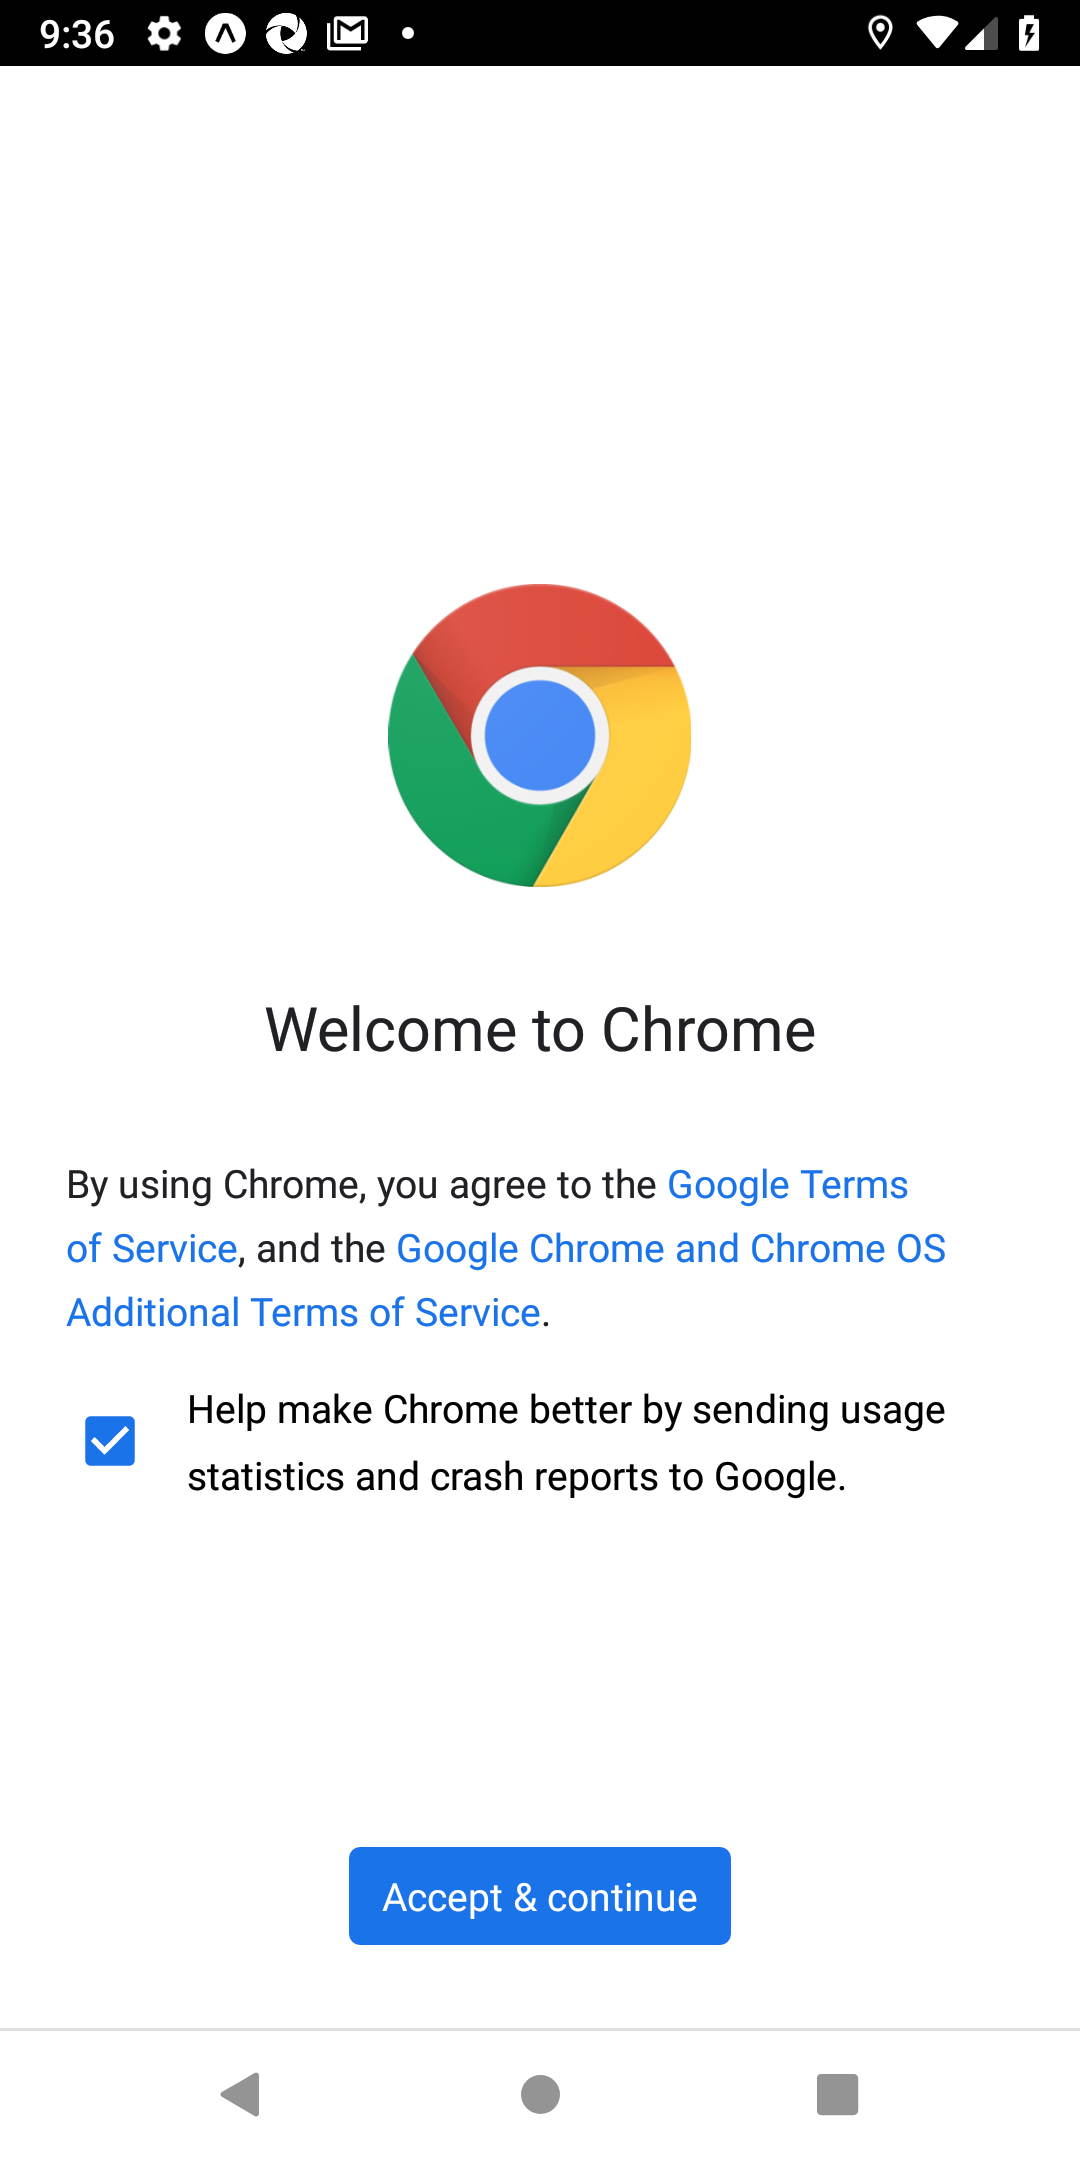 9:36
Welcome to Chrome
By using Chrome, you agree to the Google Terms
of Service, and the Google Chrome and Chrome OS
Additional Terms of Service.
Help make Chrome better by sending usage
statistics and crash reports to Google.
Accept & continue